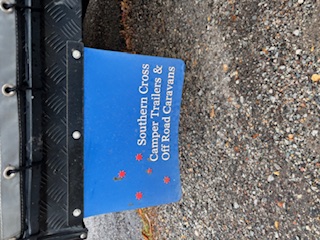 Southern Cross
Camper Trailers &
Off Road Caravans